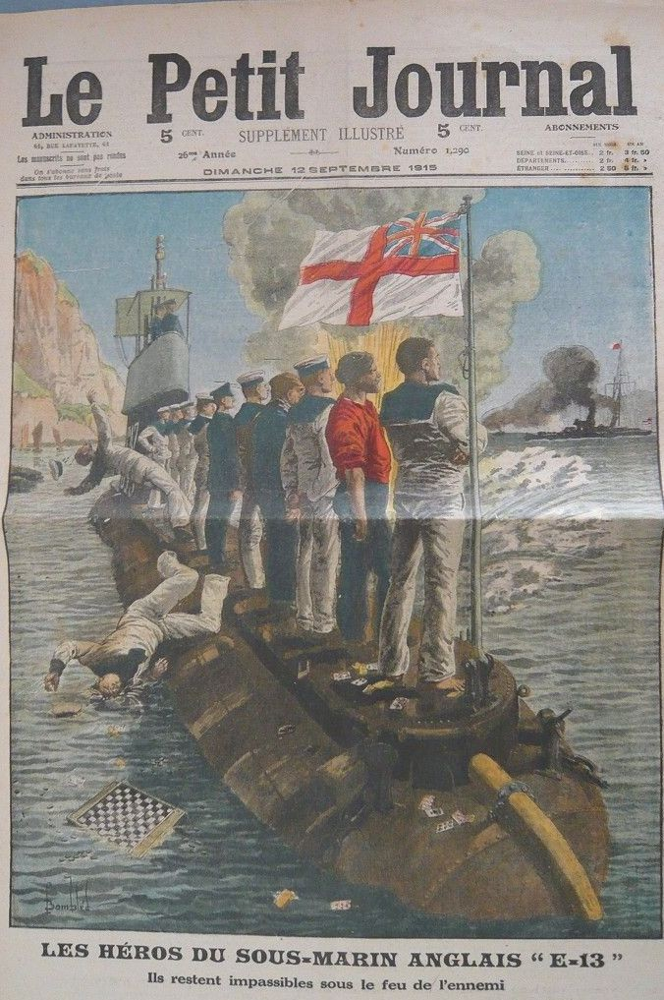 Le Petit Journal
ADMINISTRATION
61, RUE LAFAYETTE, 61
Les manuscrits ne sont pas rendus
On s'abonne sans frais
dans tous les bureaux de poste
5 CENT.
SUPPLÉMENT ILLUSTRÉ
5 CENT.
26me Année
Numéro 1,290
DIMANCHE 12 SEPTEMBRE 1915
ABONNEMENTS
SIX MOIS UN AN
SEINE et SEINE-ET-OISE.. 2 fr. 3 fr. 50
DÉPARTEMENTS............ 2 fr. 4 fr. »
ÉTRANGER ............... 2 50 5 fr. »
Bombled
LES HÉROS DU SOUS-MARIN ANGLAIS " E-13 "
Ils restent impassibles sous le feu de l'ennemi